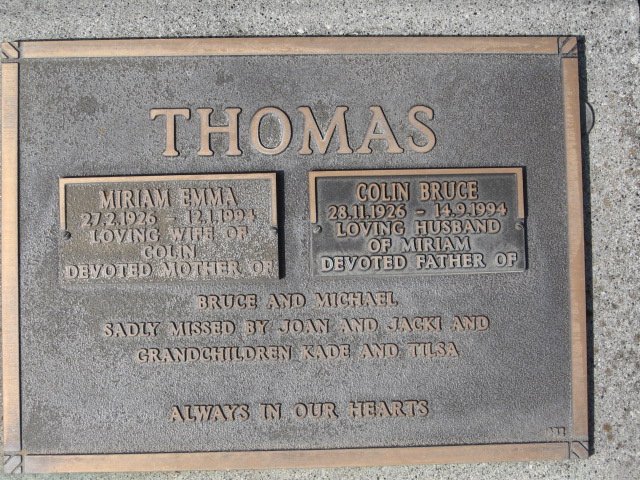 THOMAS
MIRIAM EMMA
27.2.1926 - 12.1.1994
LOVING WIFE OF
COLIN
DEVOTED MOTHER OF
COLIN BRUCE
28.11.1926 - 14.9.1994
LOVING HUSBAND
OF MIRIAM
DEVOTED FATHER OF
BRUCE AND MICHAEL
SADLY MISSED BY JOAN AND JACKI AND
GRANDCHILDREN KADE AND TILSA
ALWAYS IN OUR HEARTS